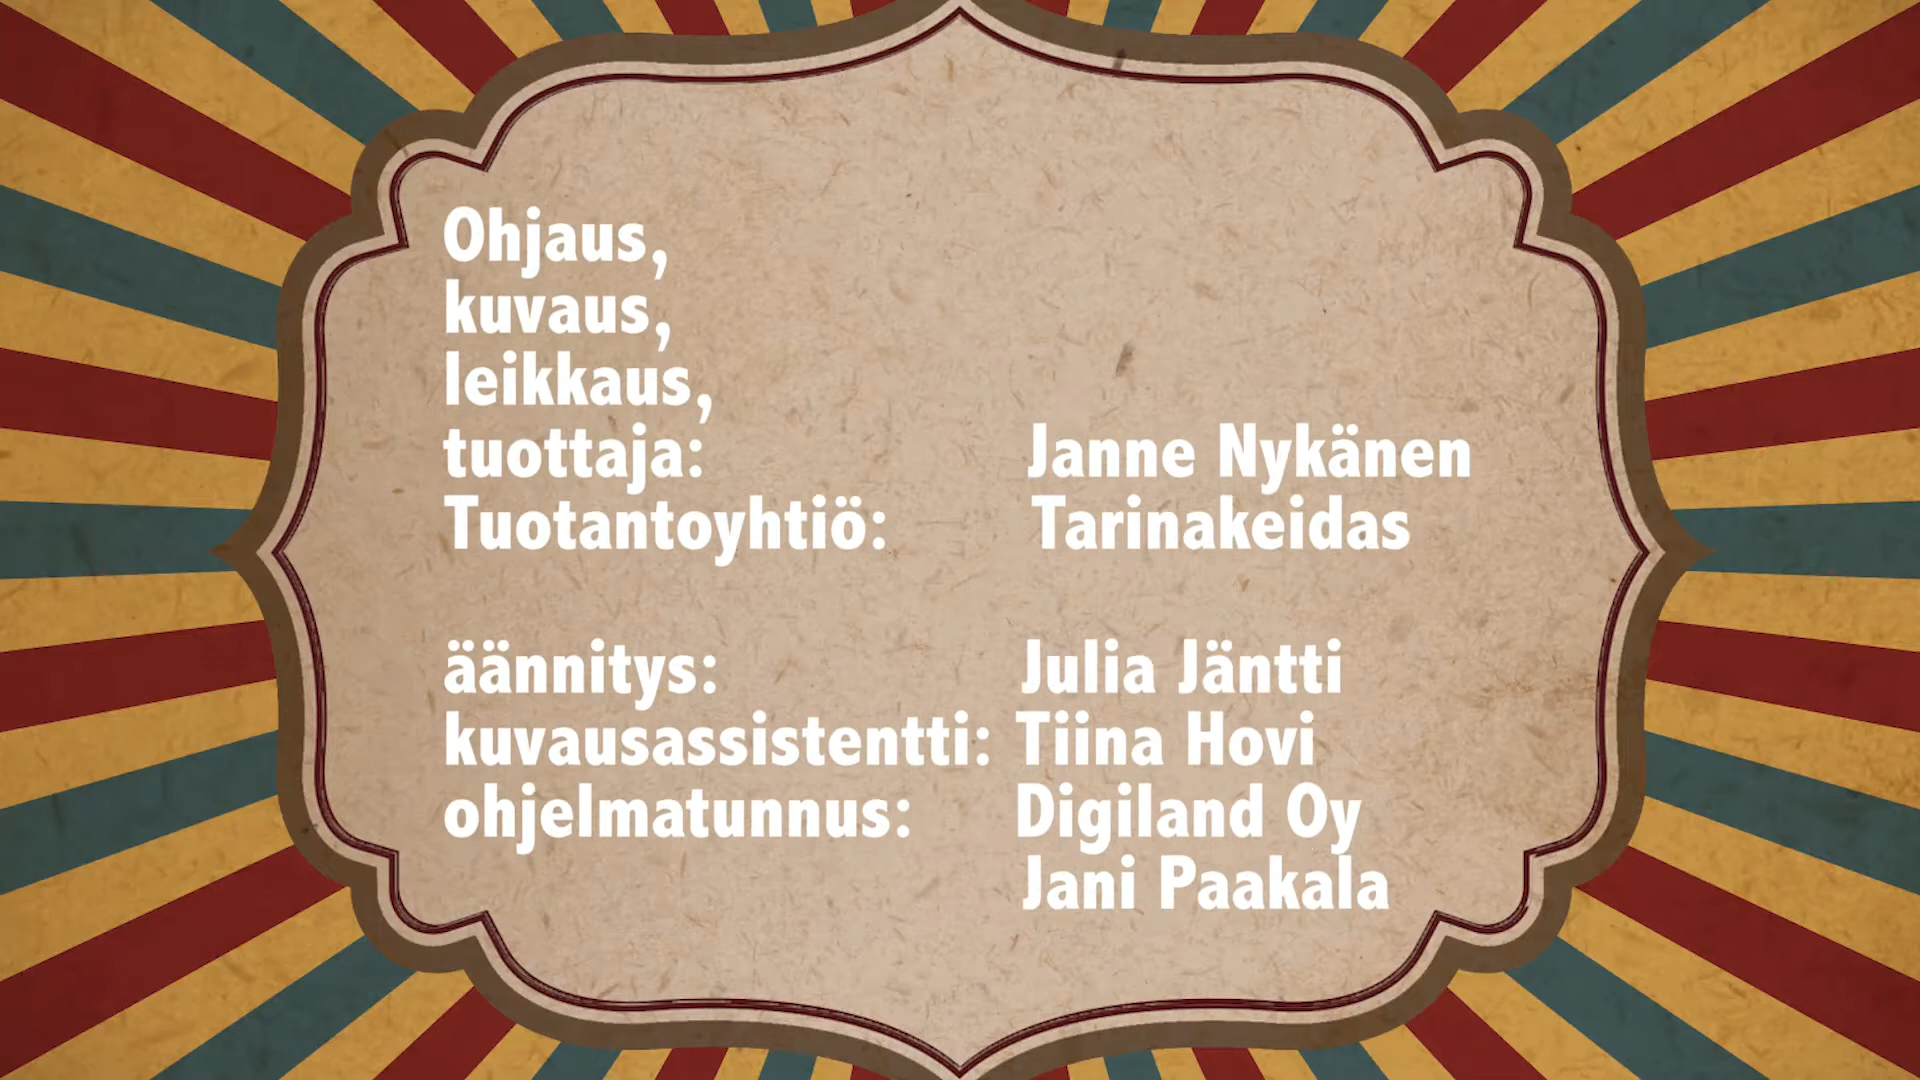 Ohjaus,
kuvaus,
leikkaus,
tuottaja: Janne Nykänen
Tuotantoyhtiö: Tarinakeidas
äännitys: Julia Jäntti
kuvausassistentti: Tiina Hovi
ohjelmatunnus: Digiland Oy
Jani Paakala